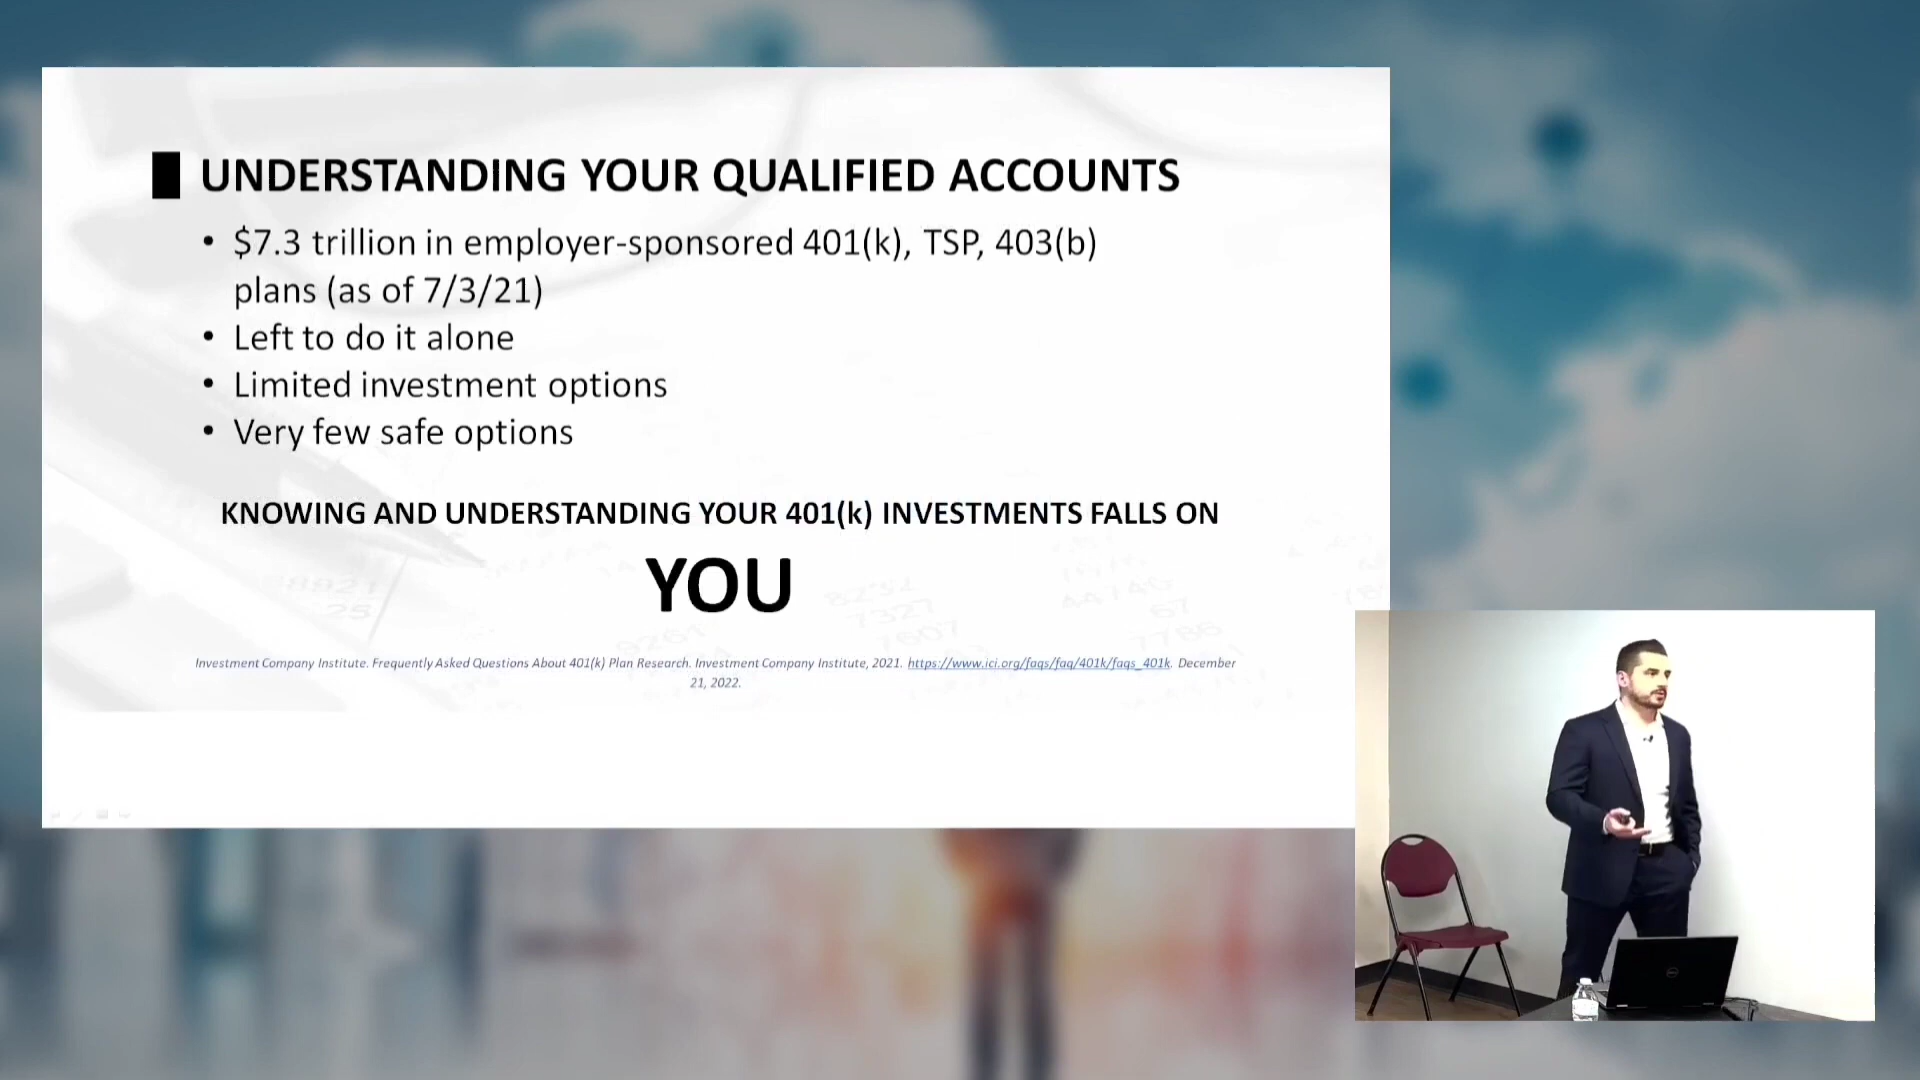 UNDERSTANDING YOUR QUALIFIED ACCOUNTS
• $7.3 trillion in employer-sponsored 401(k), TSP, 403(b)
plans (as of 7/3/21)
• Left to do it alone
• Limited investment options
• Very few safe options
KNOWING AND UNDERSTANDING YOUR 401(k) INVESTMENTS FALLS ON
YOU
Investment Company Institute. Frequently Asked Questions About 401(k) Plan Research. Investment Company Institute, 2021. https://www.ici.org/faqs/faq/401k/faqs_401k. December
21, 2022.